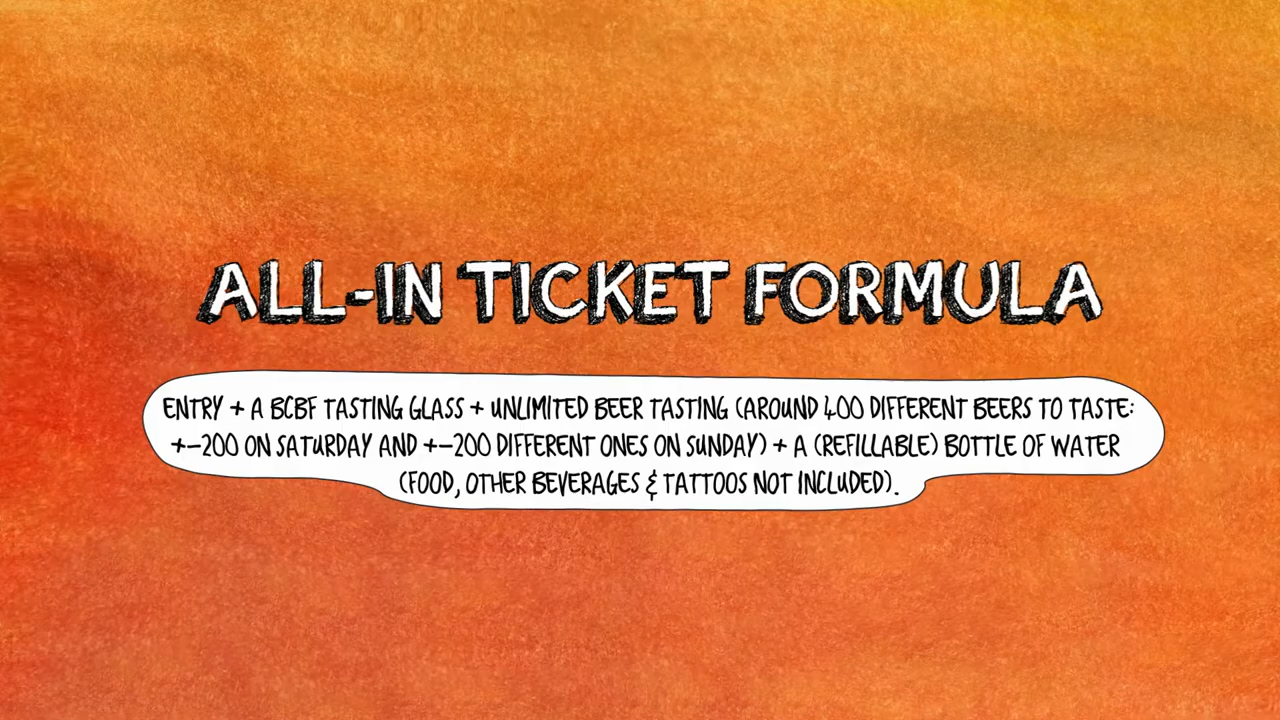 ALL-IN TICKET FORMULA
ENTRY + A BCBF TASTING GLASS + UNLIMITED BEER TASTING (AROUND 400 DIFFERENT BEERS TO TASTE:
+-200 ON SATURDAY AND +-200 DIFFERENT ONES ON SUNDAY) + A (REFILLABLE) BOTTLE OF WATER
(FOOD, OTHER BEVERAGES & TATTOOS NOT INCLUDED).